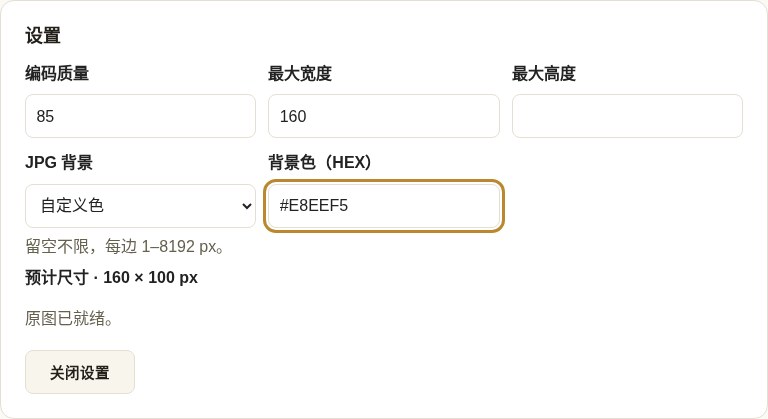 设置
编码质量 最大宽度 最大高度
85 160
JPG 背景 背景色（HEX）
自定义色 #E8EEF5
留空不限，每边 1–8192 px。
预计尺寸 · 160 × 100 px
原图已就绪。
关闭设置